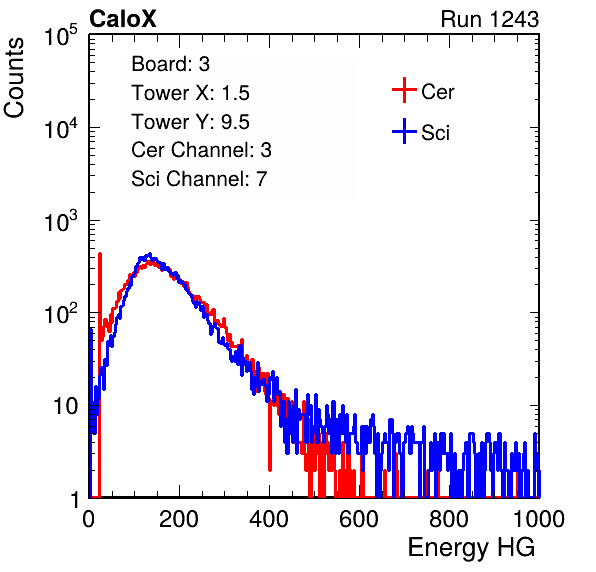 CaloX Run 1243
Counts
Board: 3
Tower X: 1.5
Tower Y: 9.5
Cer Channel: 3
Sci Channel: 7
Cer
Sci
10^5
10^4
10^3
10^2
10
1
0 200 400 600 800 1000
Energy HG